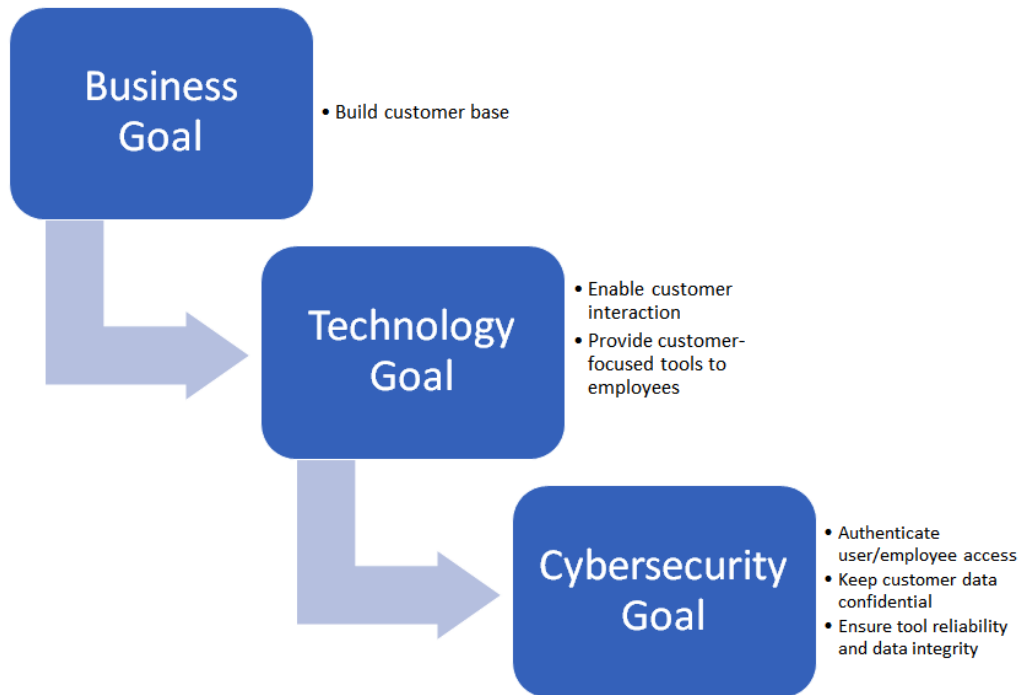 Business
Goal
• Build customer base
Technology
Goal
• Enable customer
interaction
• Provide customer-
focused tools to
employees
Cybersecurity
Goal
• Authenticate
user/employee access
• Keep customer data
confidential
• Ensure tool reliability
and data integrity